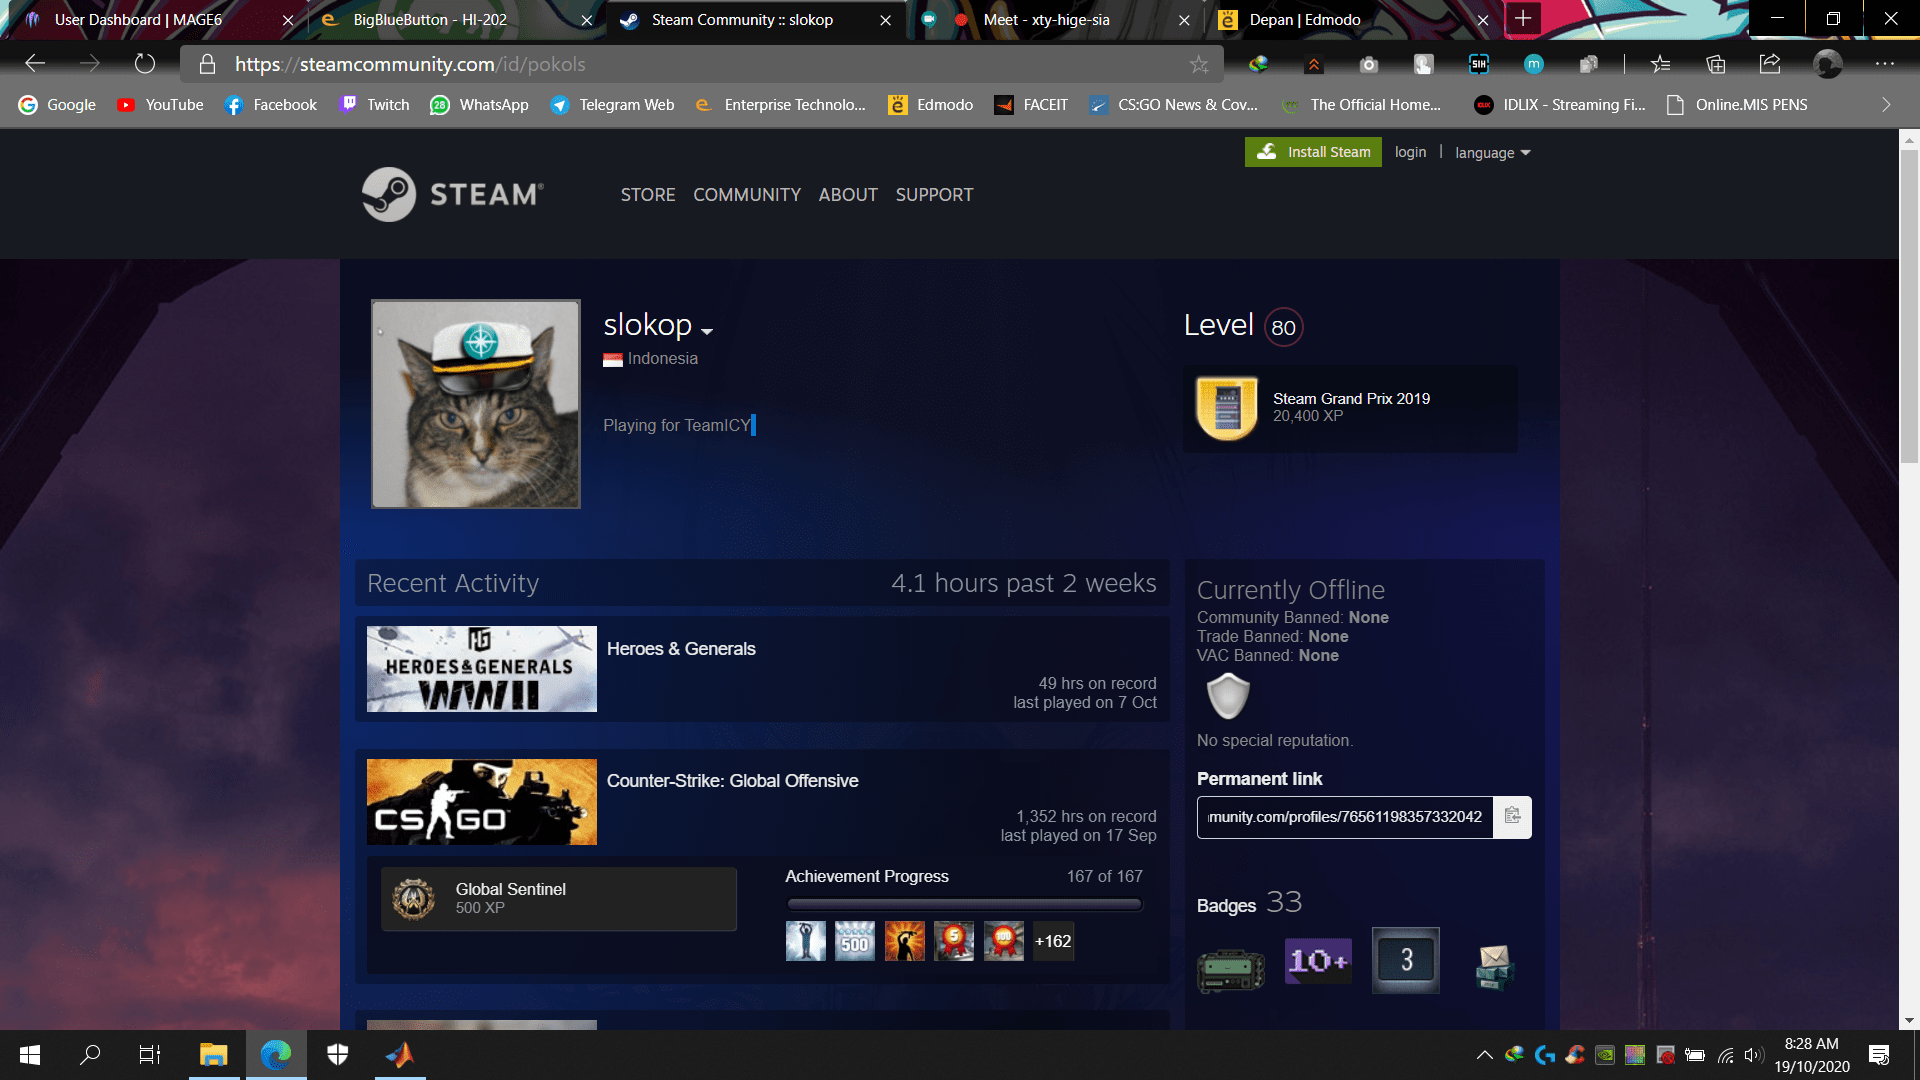 User Dashboard | MAGE6
BigBlueButton - HI-202
Steam Community :: slokop
Meet - xty-hige-sia
Depan | Edmodo
https://steamcommunity.com/id/pokols
SIH
m
Google
YouTube
Facebook
Twitch
28
WhatsApp
Telegram Web
Enterprise Technolo...
Edmodo
FACEIT
CS:GO News & Cov...
The Official Home...
IDLIX - Streaming Fi...
Online.MIS PENS
Install Steam
login
|
language
STEAM®
STORE
COMMUNITY
ABOUT
SUPPORT
slokop
Indonesia
Playing for TeamICY
Level 80
Steam Grand Prix 2019
20,400 XP
Recent Activity
4.1 hours past 2 weeks
HG
HEROES&GENERALS
WWII
Heroes & Generals
49 hrs on record
last played on 7 Oct
CS GO
Counter-Strike: Global Offensive
1,352 hrs on record
last played on 17 Sep
Global Sentinel
500 XP
Achievement Progress
167 of 167
500
5
100
+162
Currently Offline
Community Banned: None
Trade Banned: None
VAC Banned: None
No special reputation.
Permanent link
munity.com/profiles/76561198357332042
Badges 33
10+
3
8:28 AM
19/10/2020